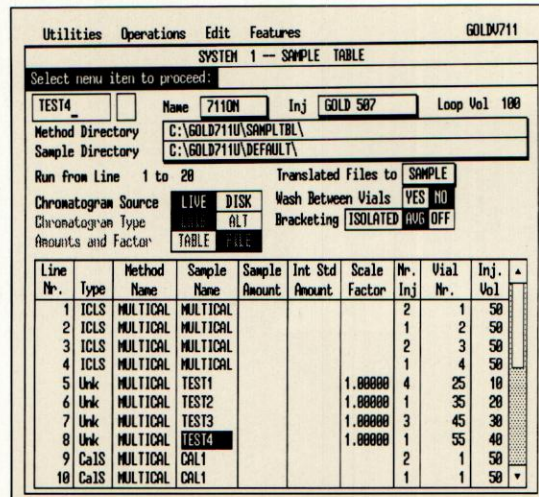 Utilities Operations Edit Features GOLDV711
SYSTEM 1 -- SAMPLE TABLE
Select menu item to proceed:
TEST4_ Name 711ON Inj GOLD 507 Loop Vol 100
Method Directory C:\GOLD711U\SAMPLTBL\
Sample Directory C:\GOLD711U\DEFAULT\
Run from Line 1 to 20 Translated Files to SAMPLE
Chromatogram Source LIVE DISK Wash Between Vials YES NO
Chromatogram Type ALT Bracketing ISOLATED AVG OFF
Amounts and Factor TABLE FILE
Line Method Sample Sample Int Std Scale Nr. Vial Inj.
Nr. Type Name Name Amount Amount Factor Inj Nr. Vol
1 ICLS MULTICAL MULTICAL 2 1 50
2 ICLS MULTICAL MULTICAL 1 2 50
3 ICLS MULTICAL MULTICAL 2 3 50
4 ICLS MULTICAL MULTICAL 1 4 50
5 Unk MULTICAL TEST1 1.00000 4 25 10
6 Unk MULTICAL TEST2 1.00000 1 35 20
7 Unk MULTICAL TEST3 1.00000 3 45 30
8 Unk MULTICAL TEST4 1.00000 1 55 40
9 CalS MULTICAL CAL1 2 1 50
10 CalS MULTICAL CAL1 1 1 50